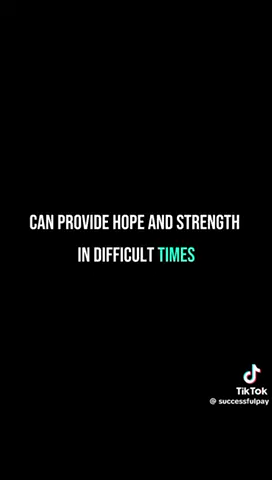 CAN PROVIDE HOPE AND STRENGTH
IN DIFFICULT TIMES
TikTok
@ successfulpay